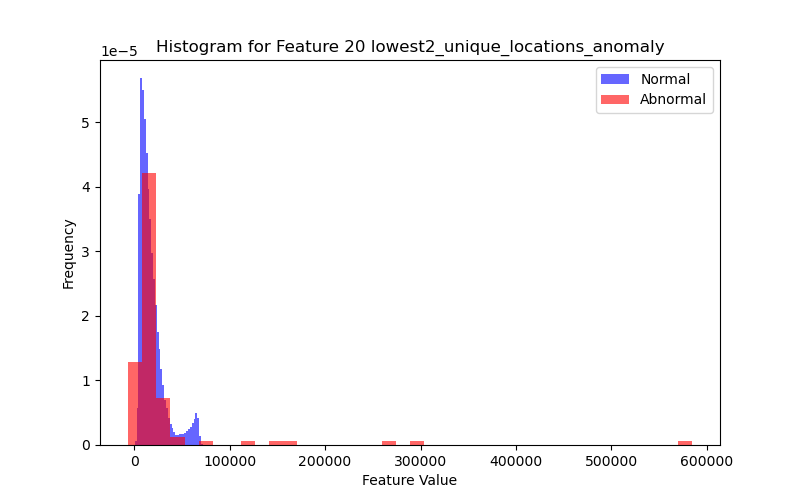 Histogram for Feature 20 lowest2_unique_locations_anomaly
1e−5
Normal
Abnormal
5
4
3
2
1
0
Frequency
0 100000 200000 300000 400000 500000 600000
Feature Value